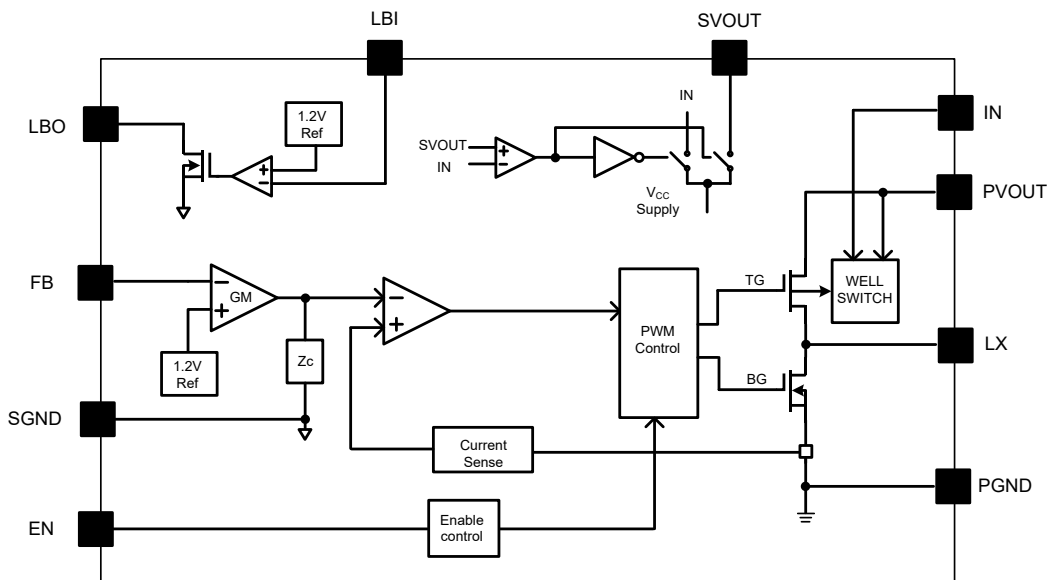 LBI
SVOUT
LBO
1.2V
Ref
+
−
SVOUT
IN
+
−
IN
VCC
Supply
IN
PVOUT
FB
−
+
GM
1.2V
Ref
Zc
−
+
PWM
Control
TG
BG
WELL
SWITCH
LX
SGND
Current
Sense
PGND
EN
Enable
control